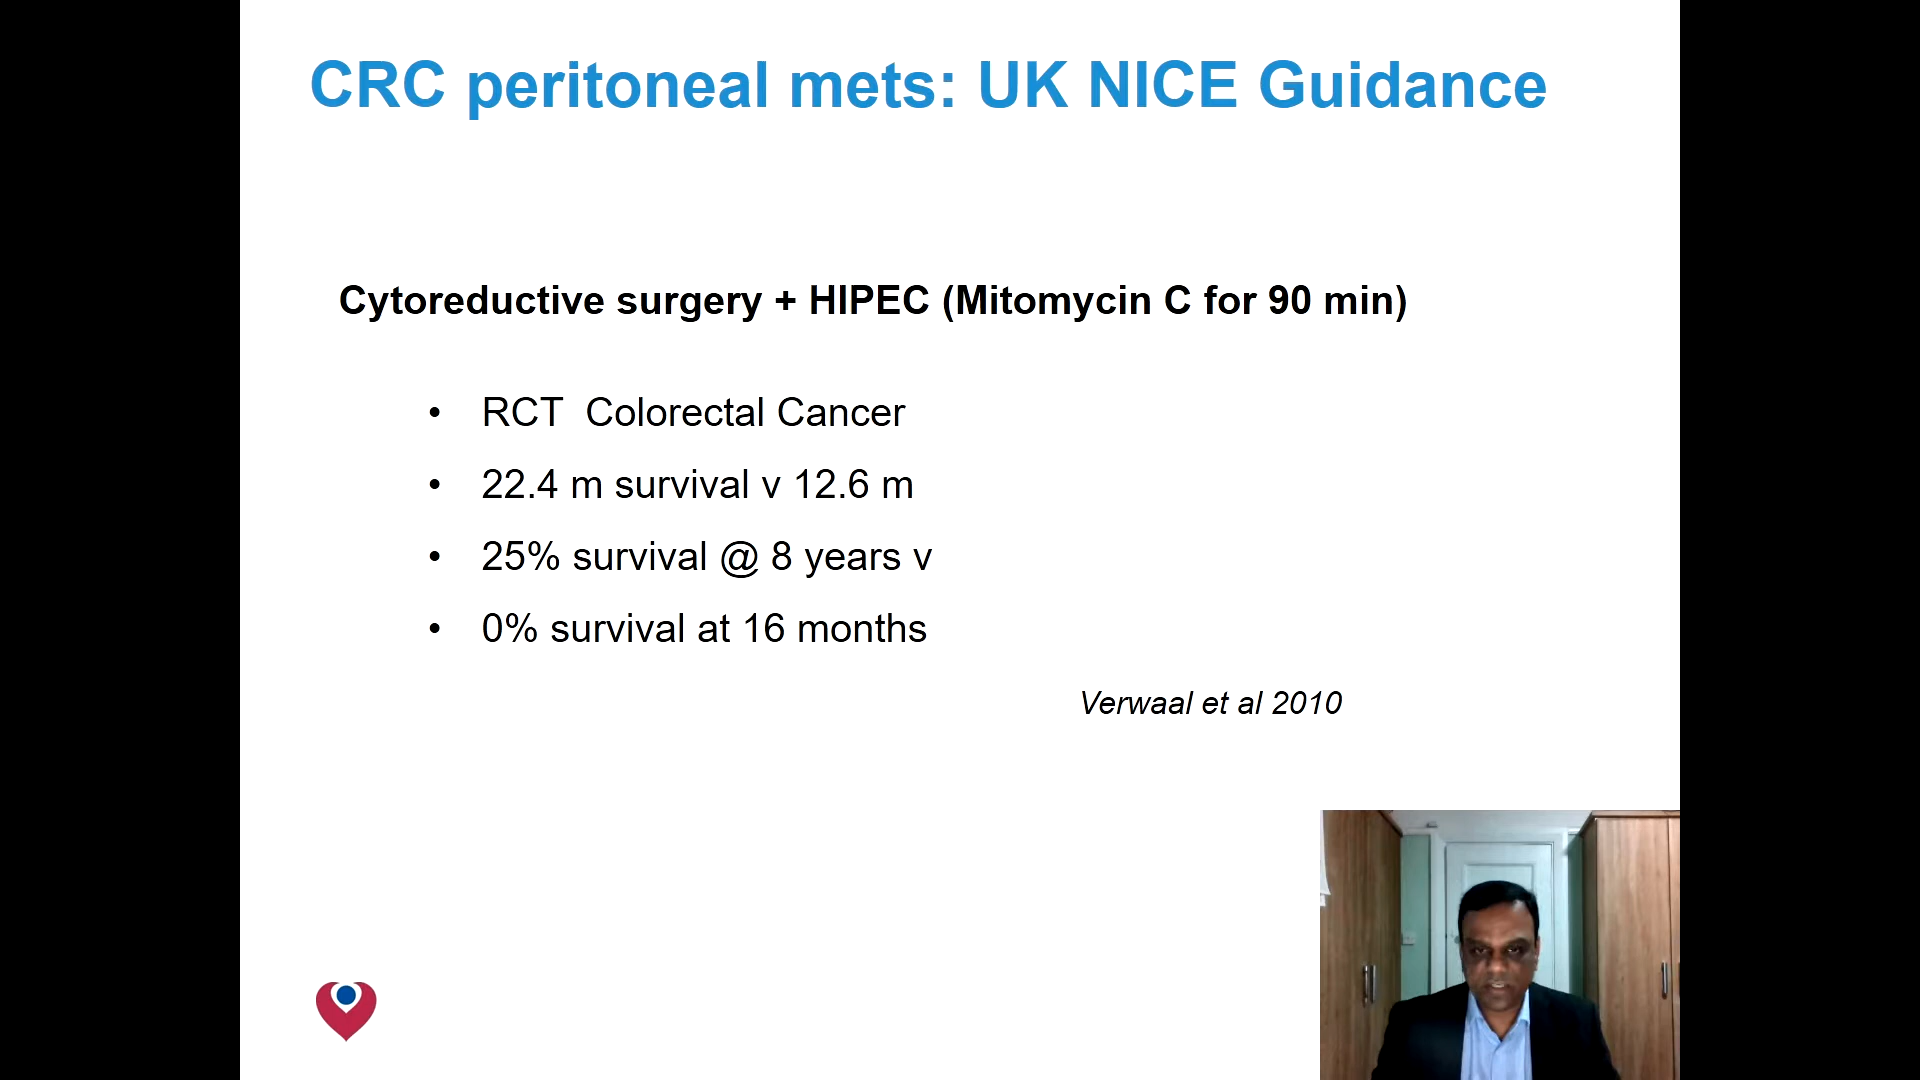 CRC peritoneal mets: UK NICE Guidance
Cytoreductive surgery + HIPEC (Mitomycin C for 90 min)
• RCT  Colorectal Cancer
• 22.4 m survival v 12.6 m
• 25% survival @ 8 years v
• 0% survival at 16 months
Verwaal et al 2010